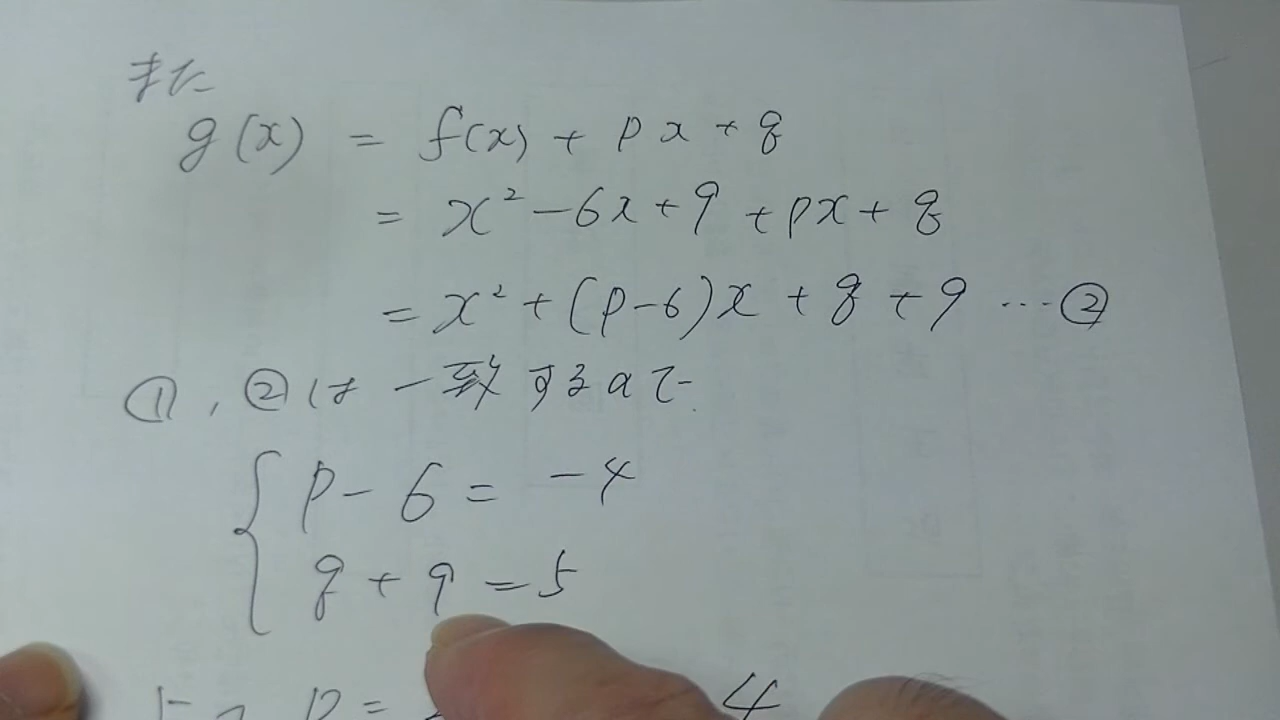 また
g(x) = f(x) + px + q
= x² - 6x + 9 + px + q
= x² + (p-6)x + q + 9 … ②
①, ②は一致するので
{ p - 6 = -4
q + 9 = 5
p = 4